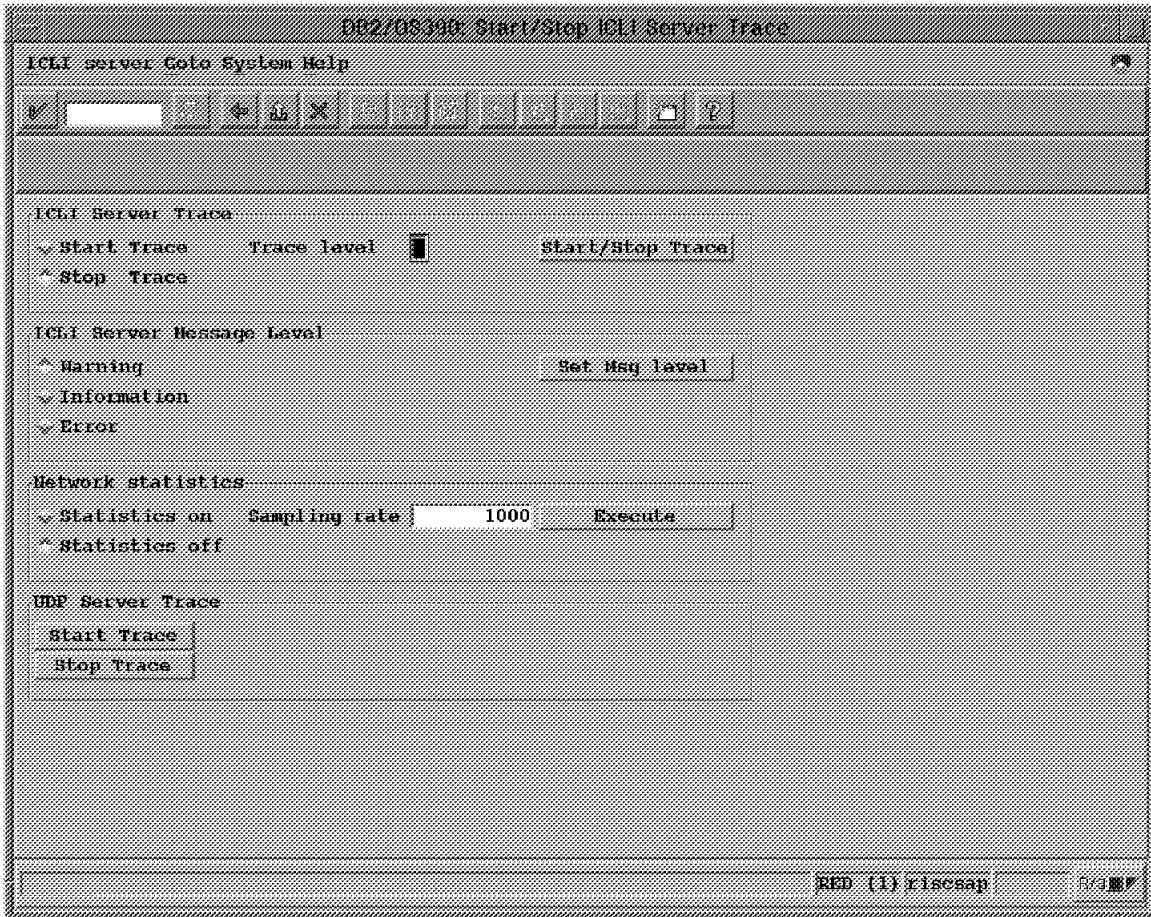 DB2/OS390: Start/Stop ICLI Server Trace
ICLI server Goto System Help
ICLI Server Trace
Start Trace Trace level Start/Stop Trace
Stop Trace
ICLI Server Message Level
Warning Set Msg level
Information
Error
Network statistics
Statistics on Sampling rate 1000 Execute
Statistics off
UDP Server Trace
Start Trace
Stop Trace
RED (1) riscsap